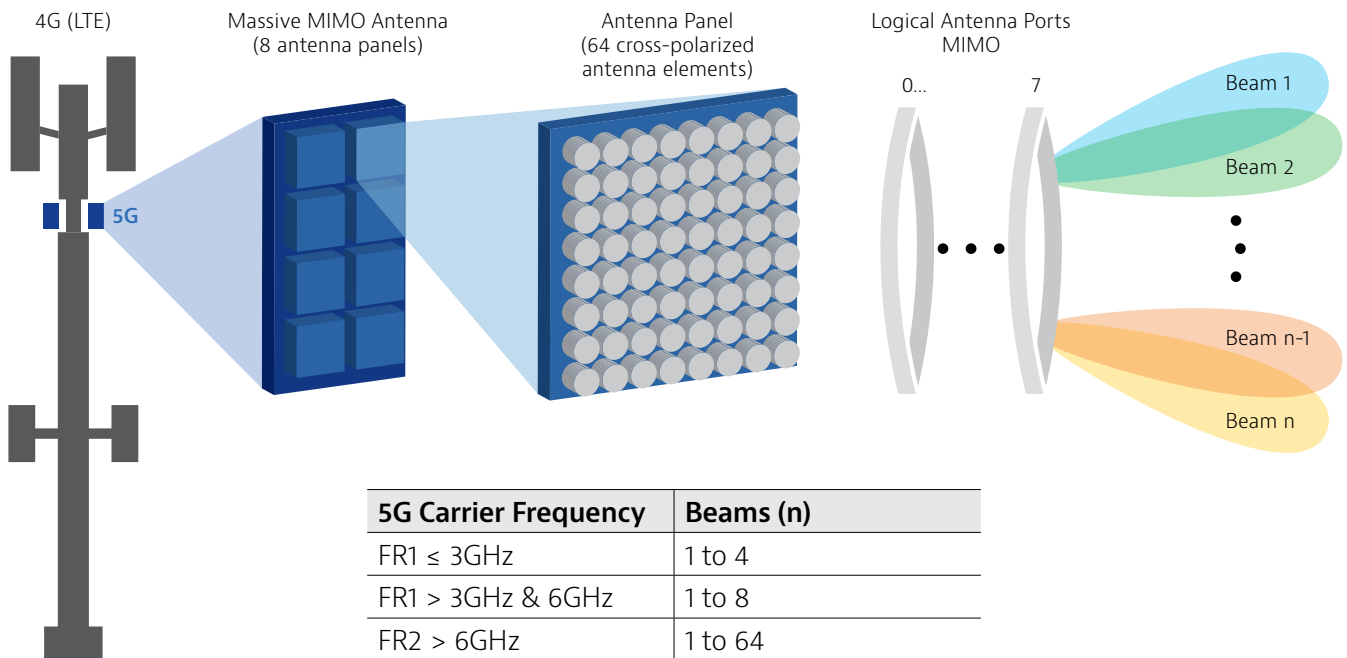 4G (LTE)
Massive MIMO Antenna
(8 antenna panels)
Antenna Panel
(64 cross-polarized
antenna elements)
Logical Antenna Ports
MIMO
0...
7
Beam 1
Beam 2
5G
Beam n-1
Beam n
5G Carrier Frequency Beams (n)
FR1 ≤ 3GHz 1 to 4
FR1 > 3GHz & 6GHz 1 to 8
FR2 > 6GHz 1 to 64